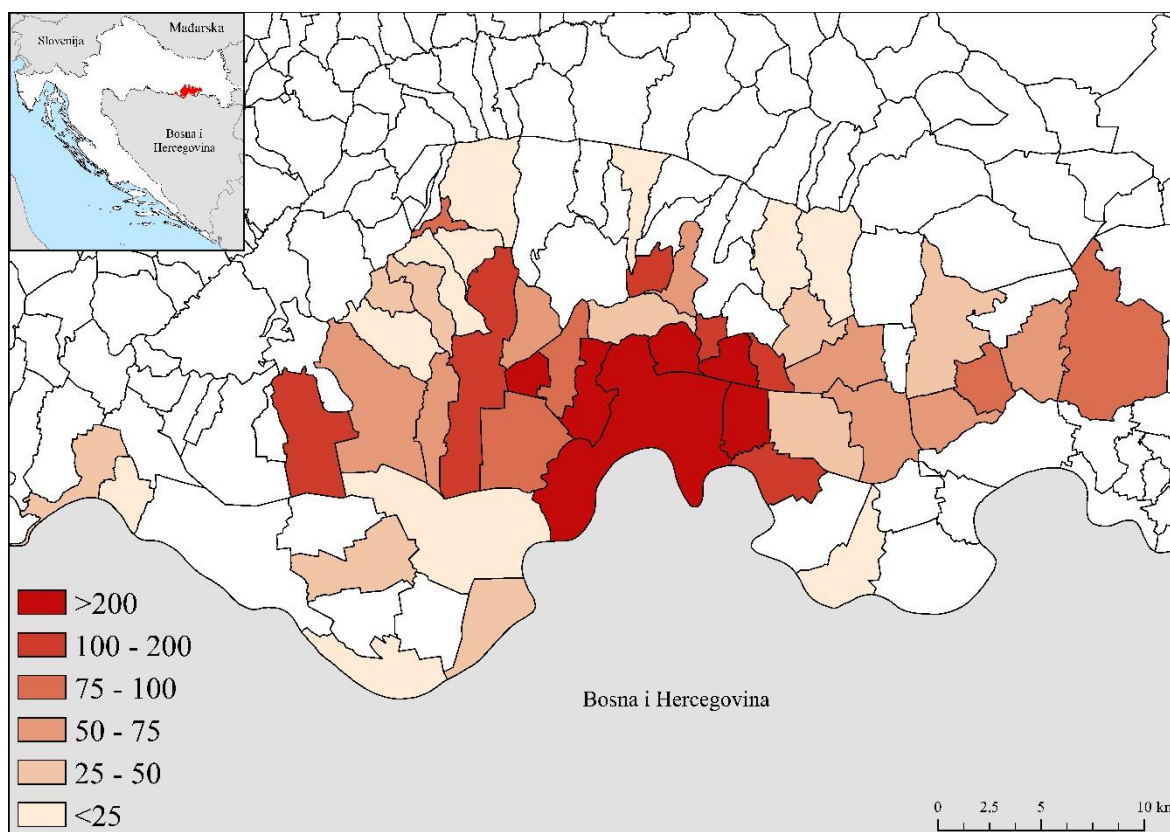 Slovenija
Mađarska
Bosna i
Hercegovina
Bosna i Hercegovina
>200
100 - 200
75 - 100
50 - 75
25 - 50
<25
0 2,5 5 10 km